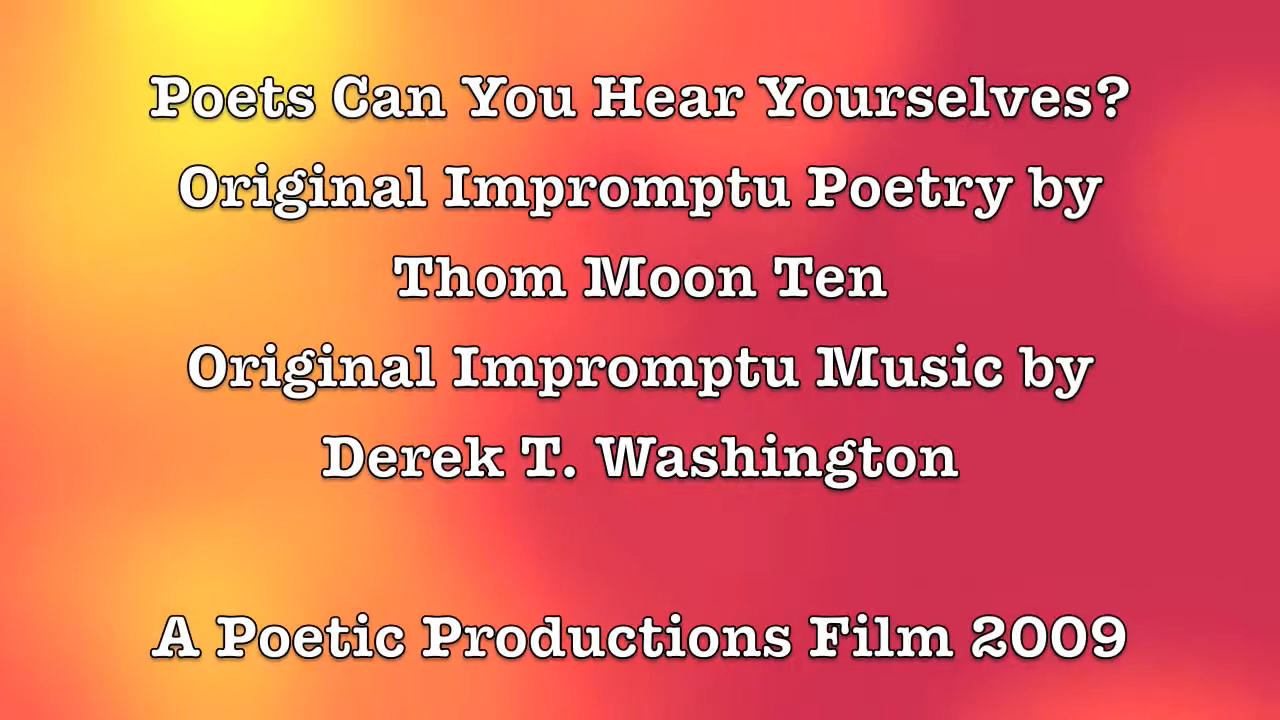 Poets Can You Hear Yourselves?
Original Impromptu Poetry by
Thom Moon Ten
Original Impromptu Music by
Derek T. Washington
A Poetic Productions Film 2009